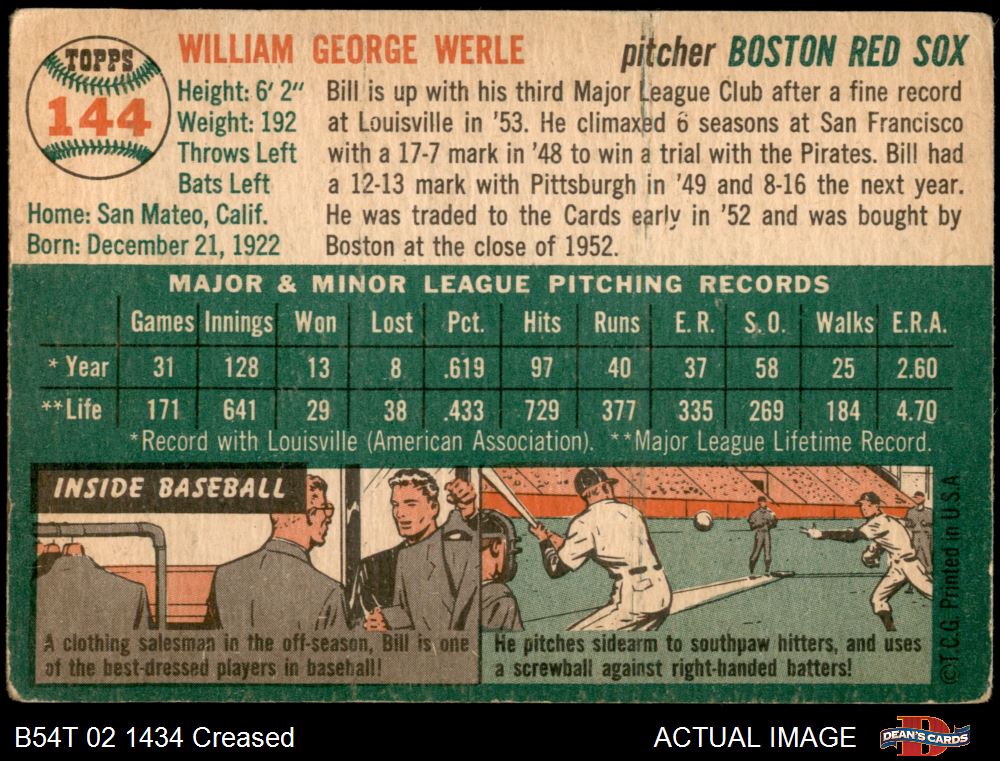 TOPPS
144
WILLIAM GEORGE WERLE
pitcher BOSTON RED SOX
Height: 6' 2"
Weight: 192
Throws Left
Bats Left
Home: San Mateo, Calif.
Born: December 21, 1922
Bill is up with his third Major League Club after a fine record
at Louisville in '53. He climaxed 6 seasons at San Francisco
with a 17-7 mark in '48 to win a trial with the Pirates. Bill had
a 12-13 mark with Pittsburgh in '49 and 8-16 the next year.
He was traded to the Cards early in '52 and was bought by
Boston at the close of 1952.
MAJOR & MINOR LEAGUE PITCHING RECORDS
Games Innings Won Lost Pct. Hits Runs E.R. S.O. Walks E.R.A.
* Year 31 128 13 8 .619 97 40 37 58 25 2.60
**Life 171 641 29 38 .433 729 377 335 269 184 4.70
*Record with Louisville (American Association). **Major League Lifetime Record.
INSIDE BASEBALL
A clothing salesman in the off-season, Bill is one
of the best-dressed players in baseball!
He pitches sidearm to southpaw hitters, and uses
a screwball against right-handed batters!
©T.C.G. Printed in U.S.A
B54T 02 1434 Creased
ACTUAL IMAGE
DEAN'S CARDS